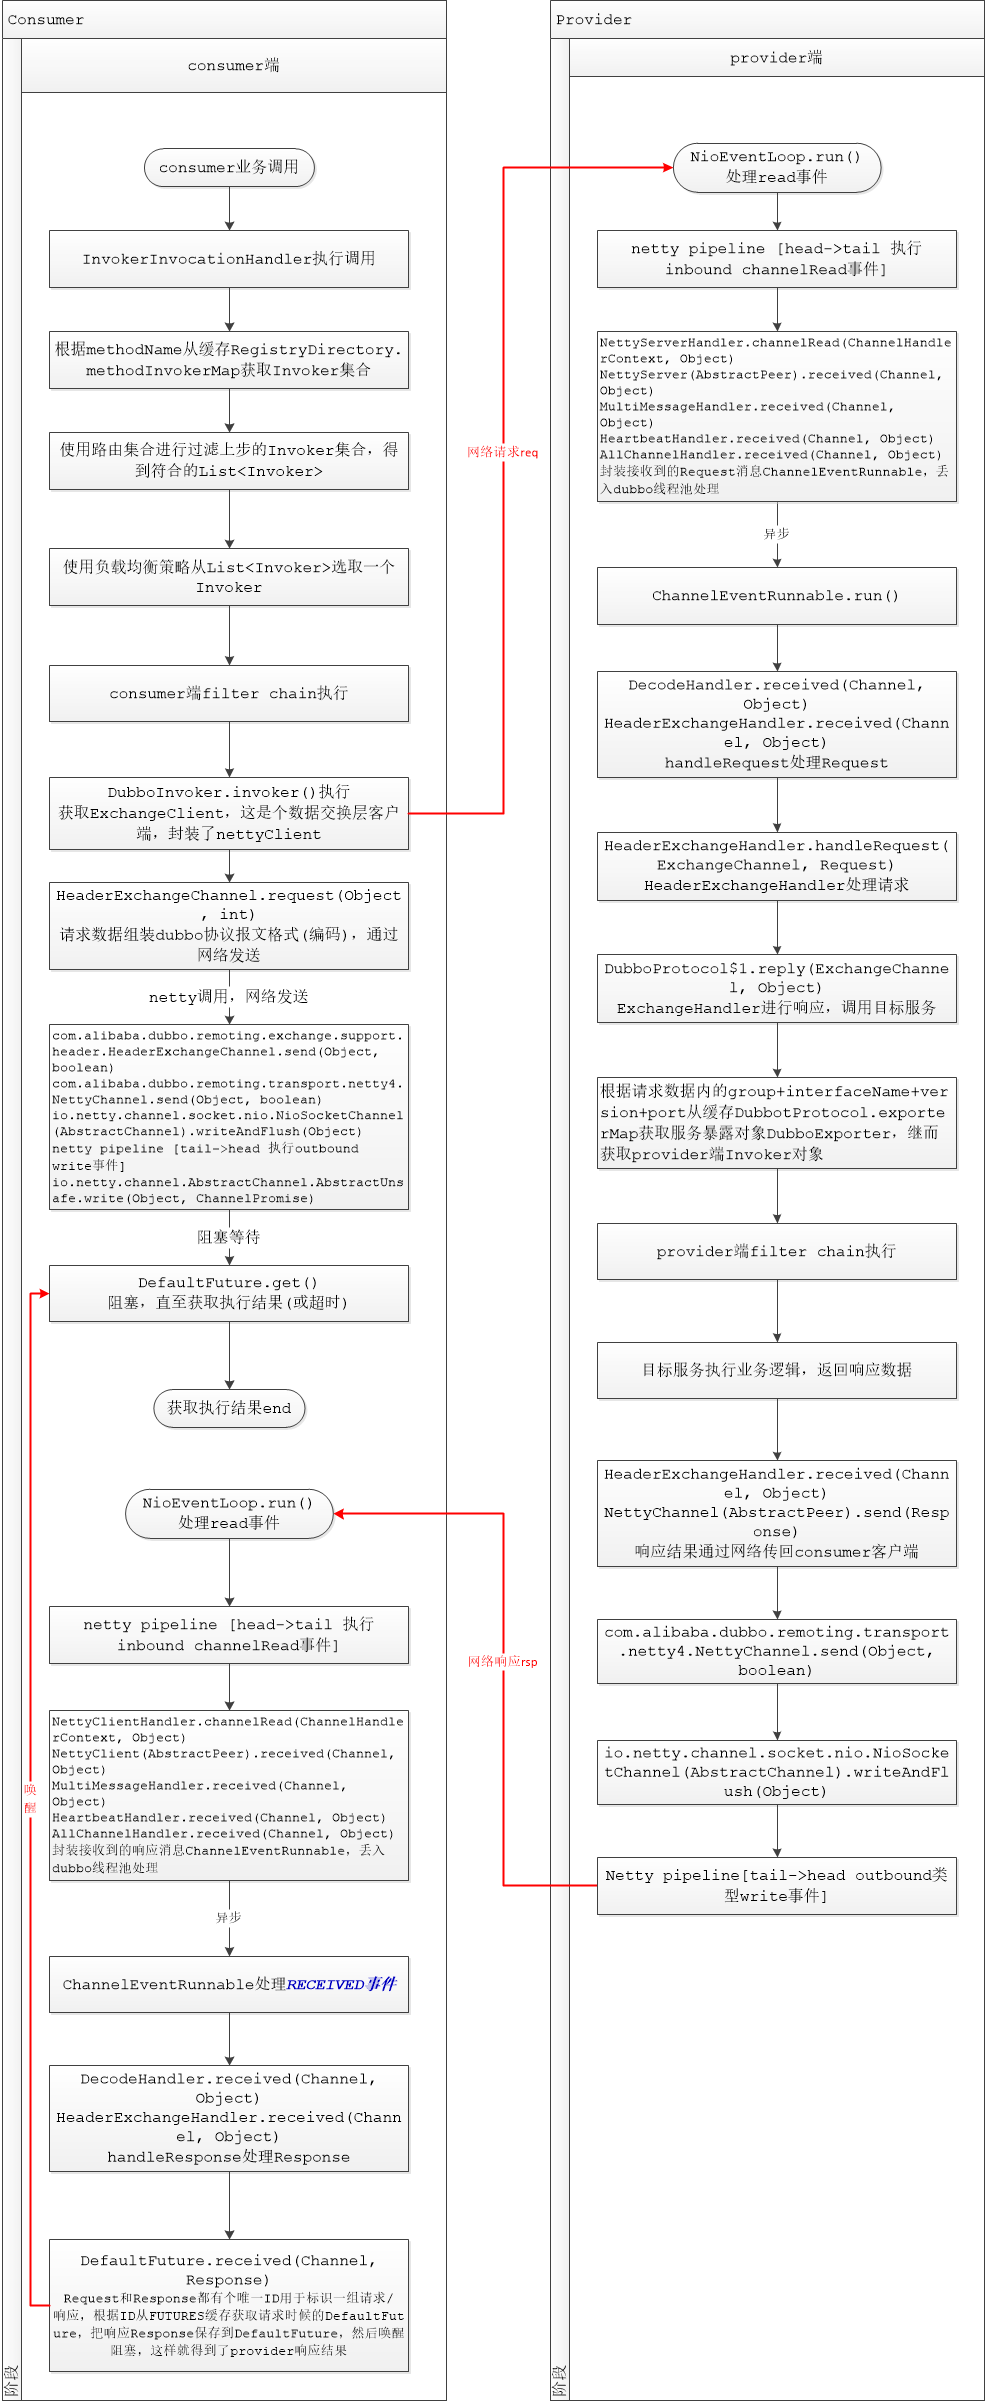 Consumer
consumer端
consumer业务调用
InvokerInvocationHandler执行调用
根据methodName从缓存RegistryDirectory.
methodInvokerMap获取Invoker集合
使用路由集合进行过滤上步的Invoker集合，得
到符合的List<Invoker>
使用负载均衡策略从List<Invoker>选取一个
Invoker
consumer端filter chain执行
DubboInvoker.invoker()执行
获取ExchangeClient，这是个数据交换层客户
端，封装了nettyClient
HeaderExchangeChannel.request(Object
, int)
请求数据组装dubbo协议报文格式(编码)，通过
网络发送
netty调用，网络发送
com.alibaba.dubbo.remoting.exchange.support.
header.HeaderExchangeChannel.send(Object,
boolean)
com.alibaba.dubbo.remoting.transport.netty4.
NettyChannel.send(Object, boolean)
io.netty.channel.socket.nio.NioSocketChannel
(AbstractChannel).writeAndFlush(Object)
netty pipeline [tail->head 执行outbound
write事件]
io.netty.channel.AbstractChannel.AbstractUns
afe.write(Object, ChannelPromise)
阻塞等待
DefaultFuture.get()
阻塞，直至获取执行结果(或超时)
获取执行结果end
NioEventLoop.run()
处理read事件
netty pipeline [head->tail 执行
inbound channelRead事件]
NettyClientHandler.channelRead(ChannelHandle
rContext, Object)
NettyClient(AbstractPeer).received(Channel,
Object)
MultiMessageHandler.received(Channel,
Object)
HeartbeatHandler.received(Channel, Object)
AllChannelHandler.received(Channel, Object)
封装接收到的响应消息ChannelEventRunnable，丢入
dubbo线程池处理
异步
ChannelEventRunnable处理RECEIVED事件
DecodeHandler.received(Channel,
Object)
HeaderExchangeHandler.received(Chann
el, Object)
handleResponse处理Response
DefaultFuture.received(Channel,
Response)
Request和Response都有个唯一ID用于标识一组请求/
响应，根据ID从FUTURES缓存获取请求时候的DefaultFut
ure，把响应Response保存到DefaultFuture，然后唤醒
阻塞，这样就得到了provider响应结果
唤
醒
阶段
网络请求req
网络响应rsp
Provider
provider端
NioEventLoop.run()
处理read事件
netty pipeline [head->tail 执行
inbound channelRead事件]
NettyServerHandler.channelRead(ChannelHandle
rContext, Object)
NettyServer(AbstractPeer).received(Channel,
Object)
MultiMessageHandler.received(Channel,
Object)
HeartbeatHandler.received(Channel, Object)
AllChannelHandler.received(Channel, Object)
封装接收到的Request消息ChannelEventRunnable，丢
入dubbo线程池处理
异步
ChannelEventRunnable.run()
DecodeHandler.received(Channel,
Object)
HeaderExchangeHandler.received(Chann
el, Object)
handleRequest处理Request
HeaderExchangeHandler.handleRequest(
ExchangeChannel, Request)
HeaderExchangeHandler处理请求
DubboProtocol$1.reply(ExchangeChanne
l, Object)
ExchangeHandler进行响应，调用目标服务
根据请求数据内的group+interfaceName+ver
sion+port从缓存DubbotProtocol.exporte
rMap获取服务暴露对象DubboExporter，继而
获取provider端Invoker对象
provider端filter chain执行
目标服务执行业务逻辑，返回响应数据
HeaderExchangeHandler.received(Chann
el, Object)
NettyChannel(AbstractPeer).send(Resp
onse)
响应结果通过网络传回consumer客户端
com.alibaba.dubbo.remoting.transport
.netty4.NettyChannel.send(Object,
boolean)
io.netty.channel.socket.nio.NioSocke
tChannel(AbstractChannel).writeAndFl
ush(Object)
Netty pipeline[tail->head outbound类
型write事件]
阶段